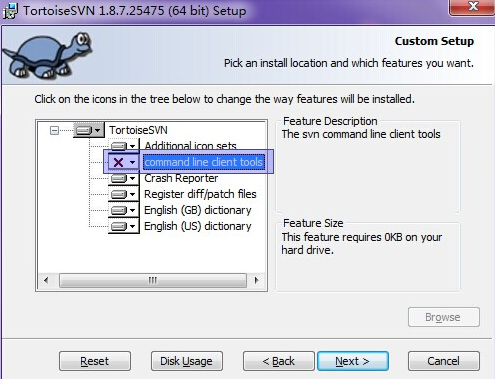 TortoiseSVN 1.8.7.25475 (64 bit) Setup
Custom Setup
Pick an install location and which features you want.
Click on the icons in the tree below to change the way features will be installed.
TortoiseSVN
Additional icon sets
command line client tools
Crash Reporter
Register diff/patch files
English (GB) dictionary
English (US) dictionary
Feature Description
The svn command line client tools
Feature Size
This feature requires 0KB on your
hard drive.
Browse
Reset
Disk Usage
< Back
Next >
Cancel